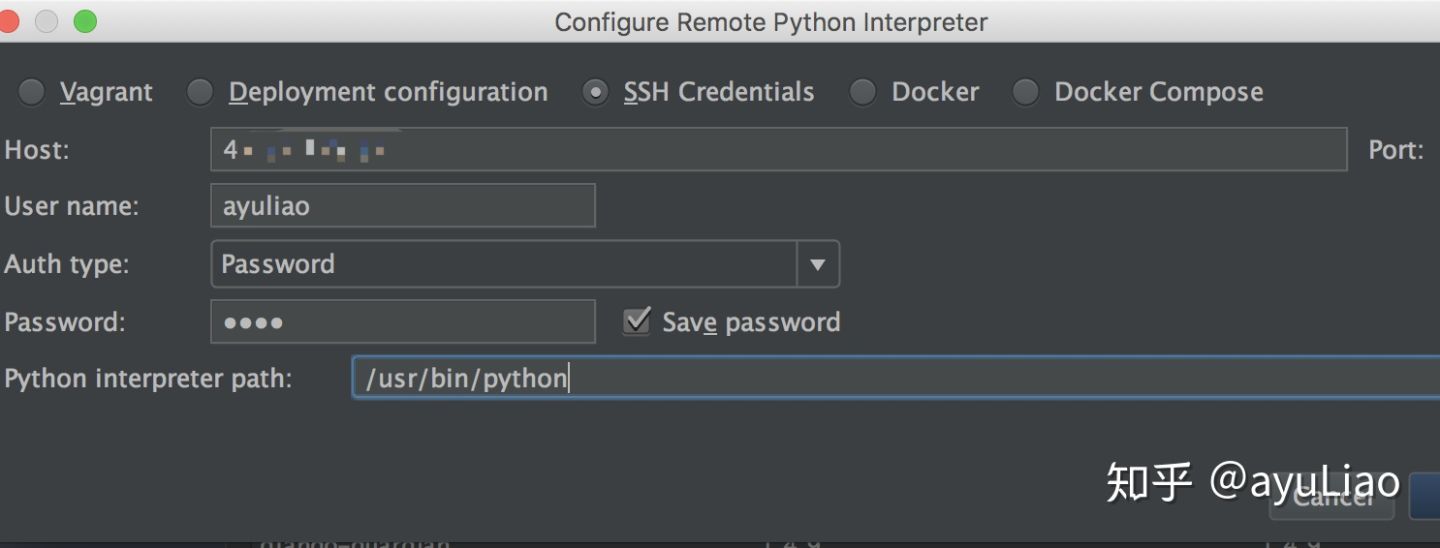 Configure Remote Python Interpreter
Vagrant Deployment configuration SSH Credentials Docker Docker Compose
Host: 4 Port:
User name: ayuliao
Auth type: Password
Password: ●●●● Save password
Python interpreter path: /usr/bin/python
知乎 @ayuLiao
Cancel